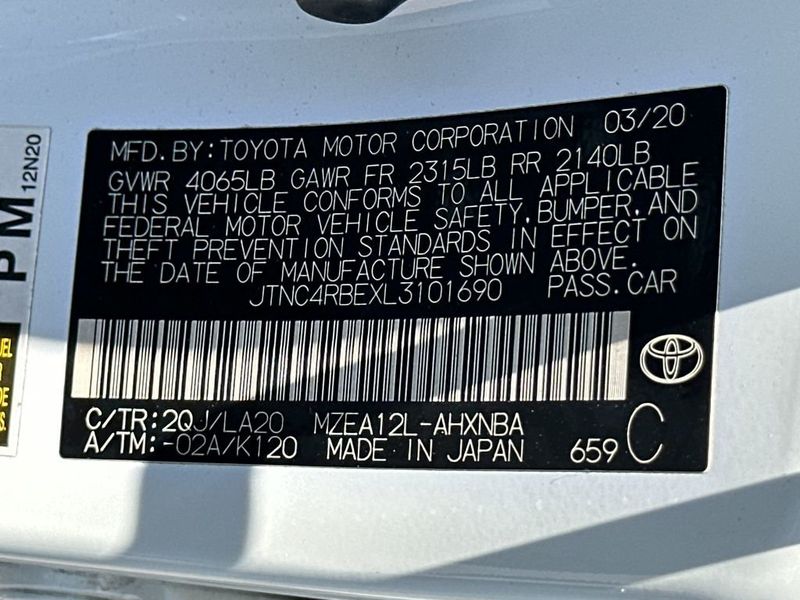 MFD.BY:TOYOTA MOTOR CORPORATION 03/20
GVWR 4065LB GAWR FR 2315LB RR 2140LB
THIS VEHICLE CONFORMS TO ALL APPLICABLE
FEDERAL MOTOR VEHICLE SAFETY,BUMPER,AND
THEFT PREVENTION STANDARDS IN EFFECT ON
THE DATE OF MANUFACTURE SHOWN ABOVE.
JTNC4RBEXL3101690 PASS.CAR
C/TR:2QJ/LA20 MZEA12L-AHXNBA
A/TM:-02A/K120 MADE IN JAPAN 659 C
PM
12N20